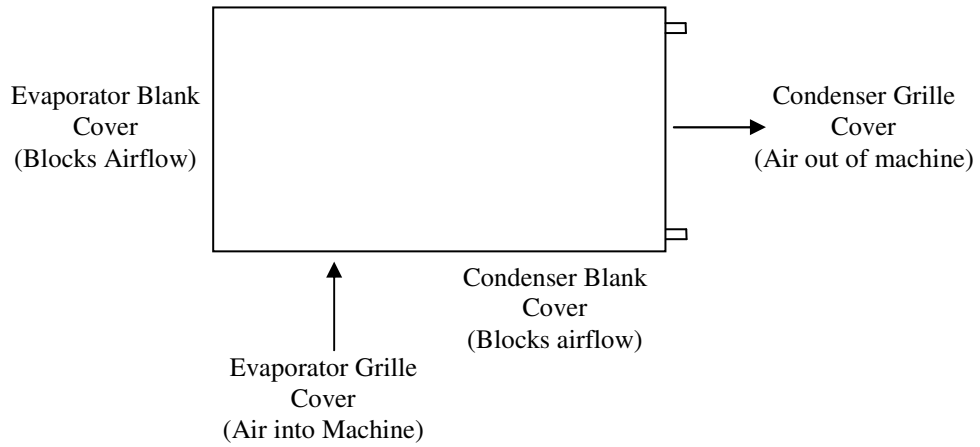 Evaporator Blank
Cover
(Blocks Airflow)
Condenser Grille
Cover
(Air out of machine)
Condenser Blank
Cover
(Blocks airflow)
Evaporator Grille
Cover
(Air into Machine)